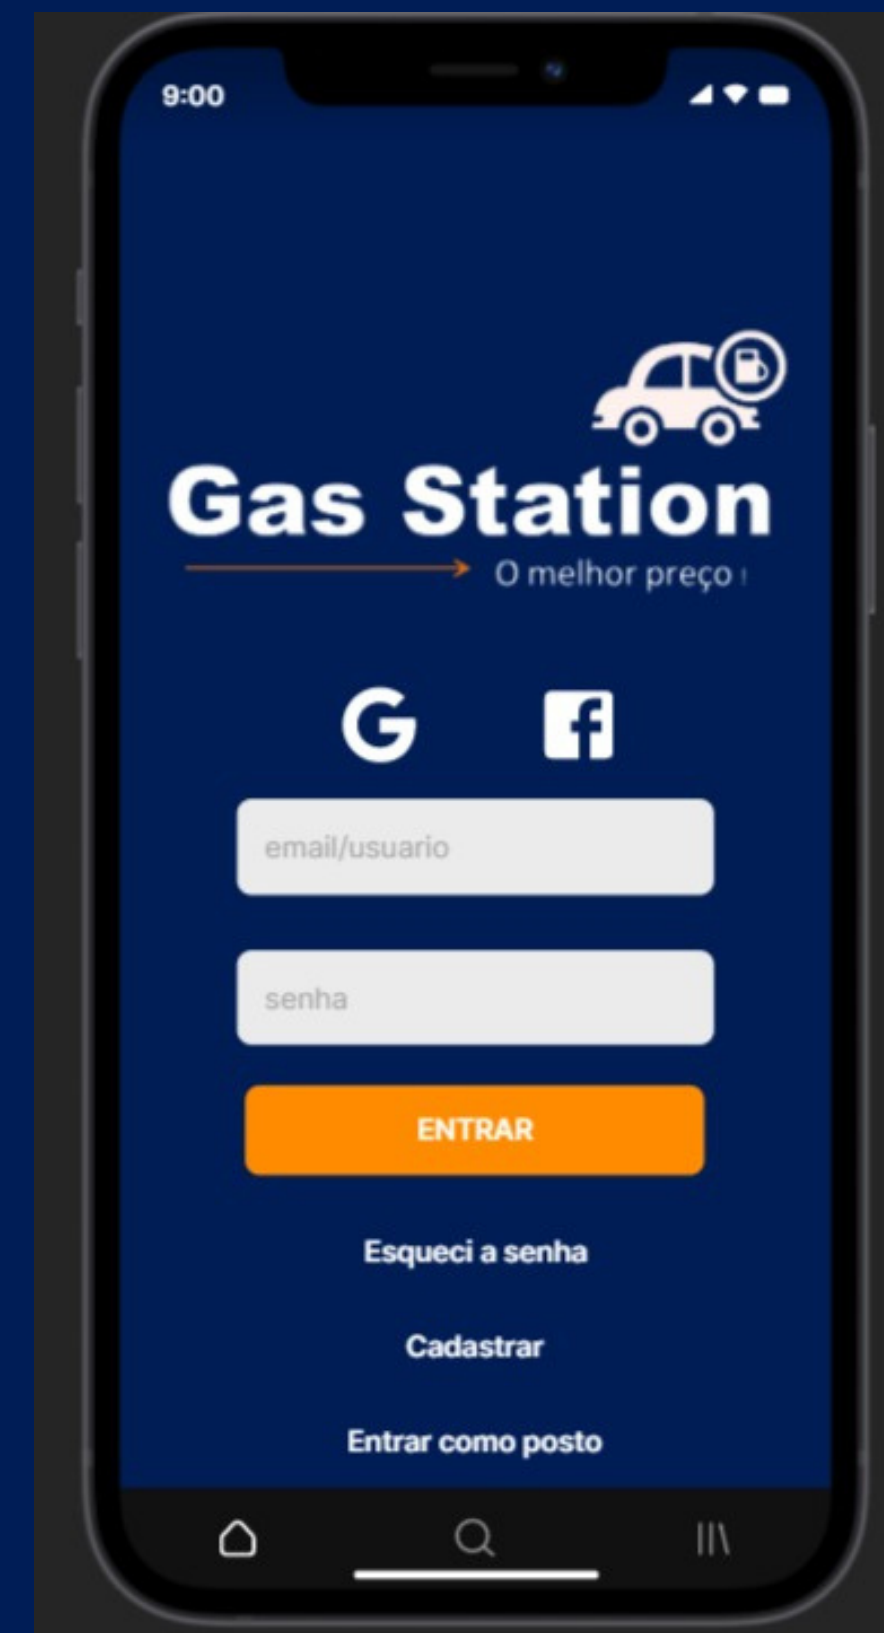 9:00
Gas Station
O melhor preço !
email/usuario
senha
ENTRAR
Esqueci a senha
Cadastrar
Entrar como posto